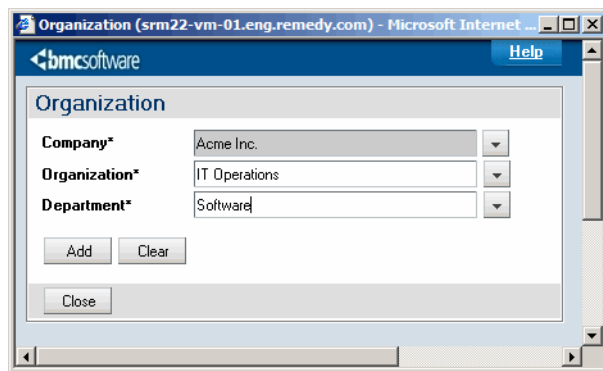 Organization (srm22-vm-01.eng.remedy.com) - Microsoft Internet ...
bmcsoftware Help
Organization
Company* Acme Inc.
Organization* IT Operations
Department* Software
Add Clear
Close